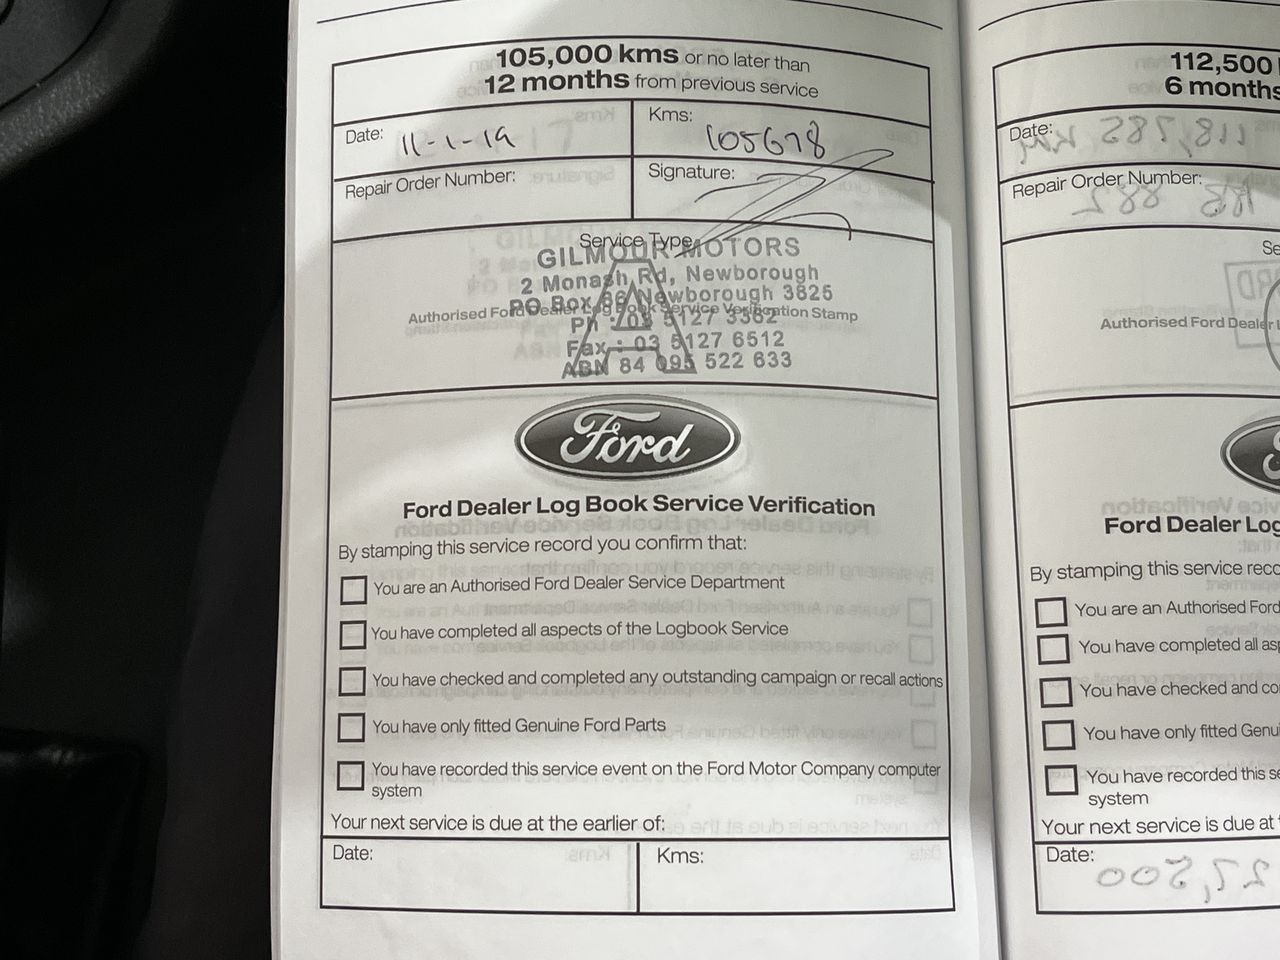 105,000 kms or no later than
12 months from previous service
Date: 11-1-19
Kms: 105678
Repair Order Number:
Signature:
Service Type
GILMOUR MOTORS
2 Monash Rd, Newborough
PO Box 86 Newborough 3825
Authorised Ford Dealer Log Book Service Verification Stamp
Ph : 03 5127 3382
Fax : 03 5127 6512
ABN 84 095 522 633
Ford
Ford Dealer Log Book Service Verification
By stamping this service record you confirm that:
You are an Authorised Ford Dealer Service Department
You have completed all aspects of the Logbook Service
You have checked and completed any outstanding campaign or recall actions
You have only fitted Genuine Ford Parts
You have recorded this service event on the Ford Motor Company computer
system
Your next service is due at the earlier of:
Date:
Kms:
112,500
6 months
Date:
Repair Order Number:
Authorised Ford Dealer
Ford Dealer Log
By stamping this service
You are an Authorised Ford
You have completed all
You have checked and
You have only fitted
You have recorded this
system
Your next service is due at
Date: